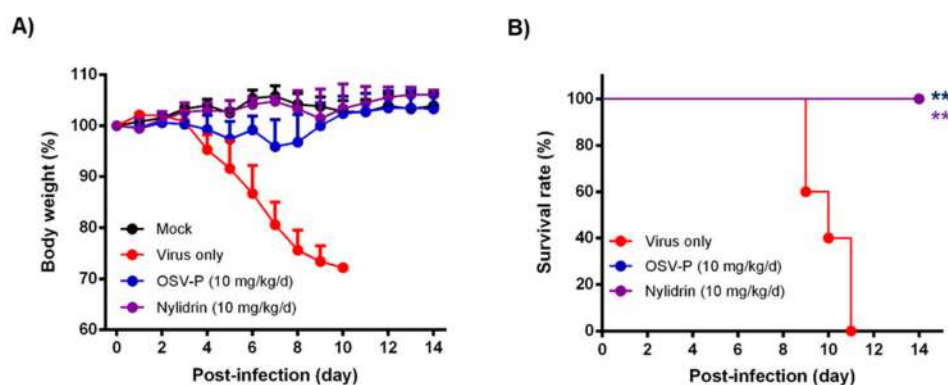 A)
110
100
90
80
70
60
Body weight (%)
Mock
Virus only
OSV-P (10 mg/kg/d)
Nylidrin (10 mg/kg/d)
0 2 4 6 8 10 12 14
Post-infection (day)
B)
100
80
60
40
20
0
Survival rate (%)
**
**
Virus only
OSV-P (10 mg/kg/d)
Nylidrin (10 mg/kg/d)
0 2 4 6 8 10 12 14
Post-infection (day)